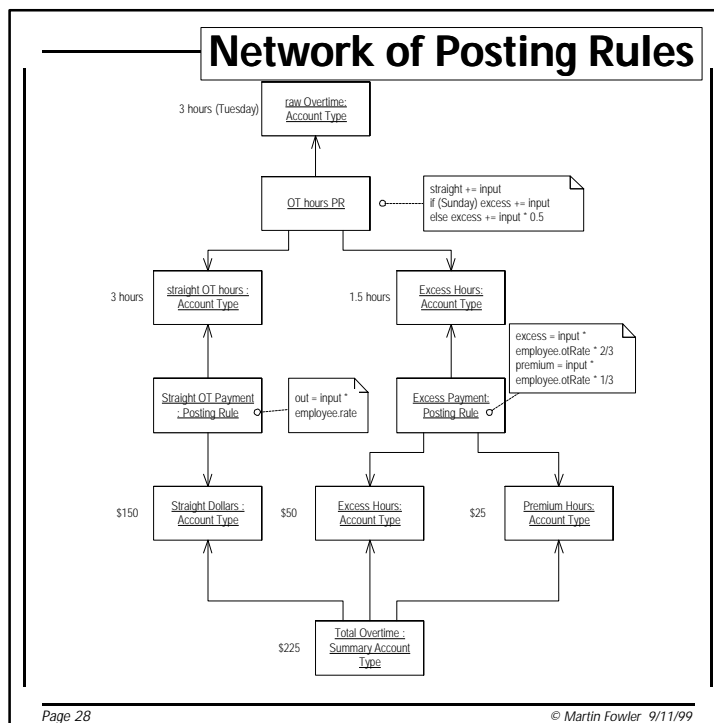 Network of Posting Rules
3 hours (Tuesday)
raw Overtime:
Account Type
OT hours PR
straight += input
if (Sunday) excess += input
else excess += input * 0.5
3 hours
straight OT hours :
Account Type
1.5 hours
Excess Hours:
Account Type
excess = input *
employee.otRate * 2/3
premium = input *
employee.otRate * 1/3
Straight OT Payment
: Posting Rule
out = input *
employee.rate
Excess Payment:
Posting Rule
$150
Straight Dollars :
Account Type
$50
Excess Hours:
Account Type
$25
Premium Hours:
Account Type
$225
Total Overtime :
Summary Account
Type
Page 28
© Martin Fowler 9/11/99